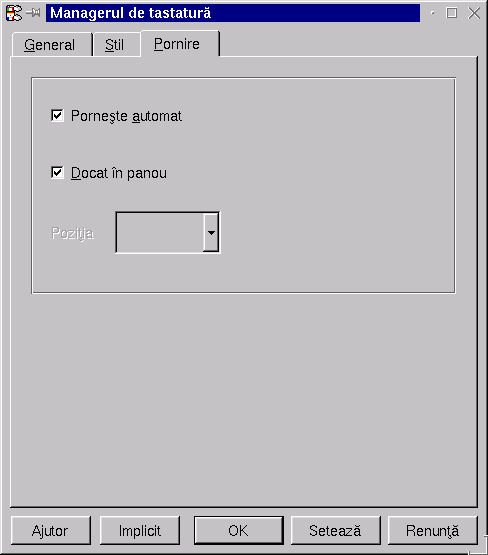 Managerul de tastatură
General
Stil
Pornire
Porneşte automat
Docat în panou
Poziţia
Ajutor
Implicit
OK
Setează
Renunţă